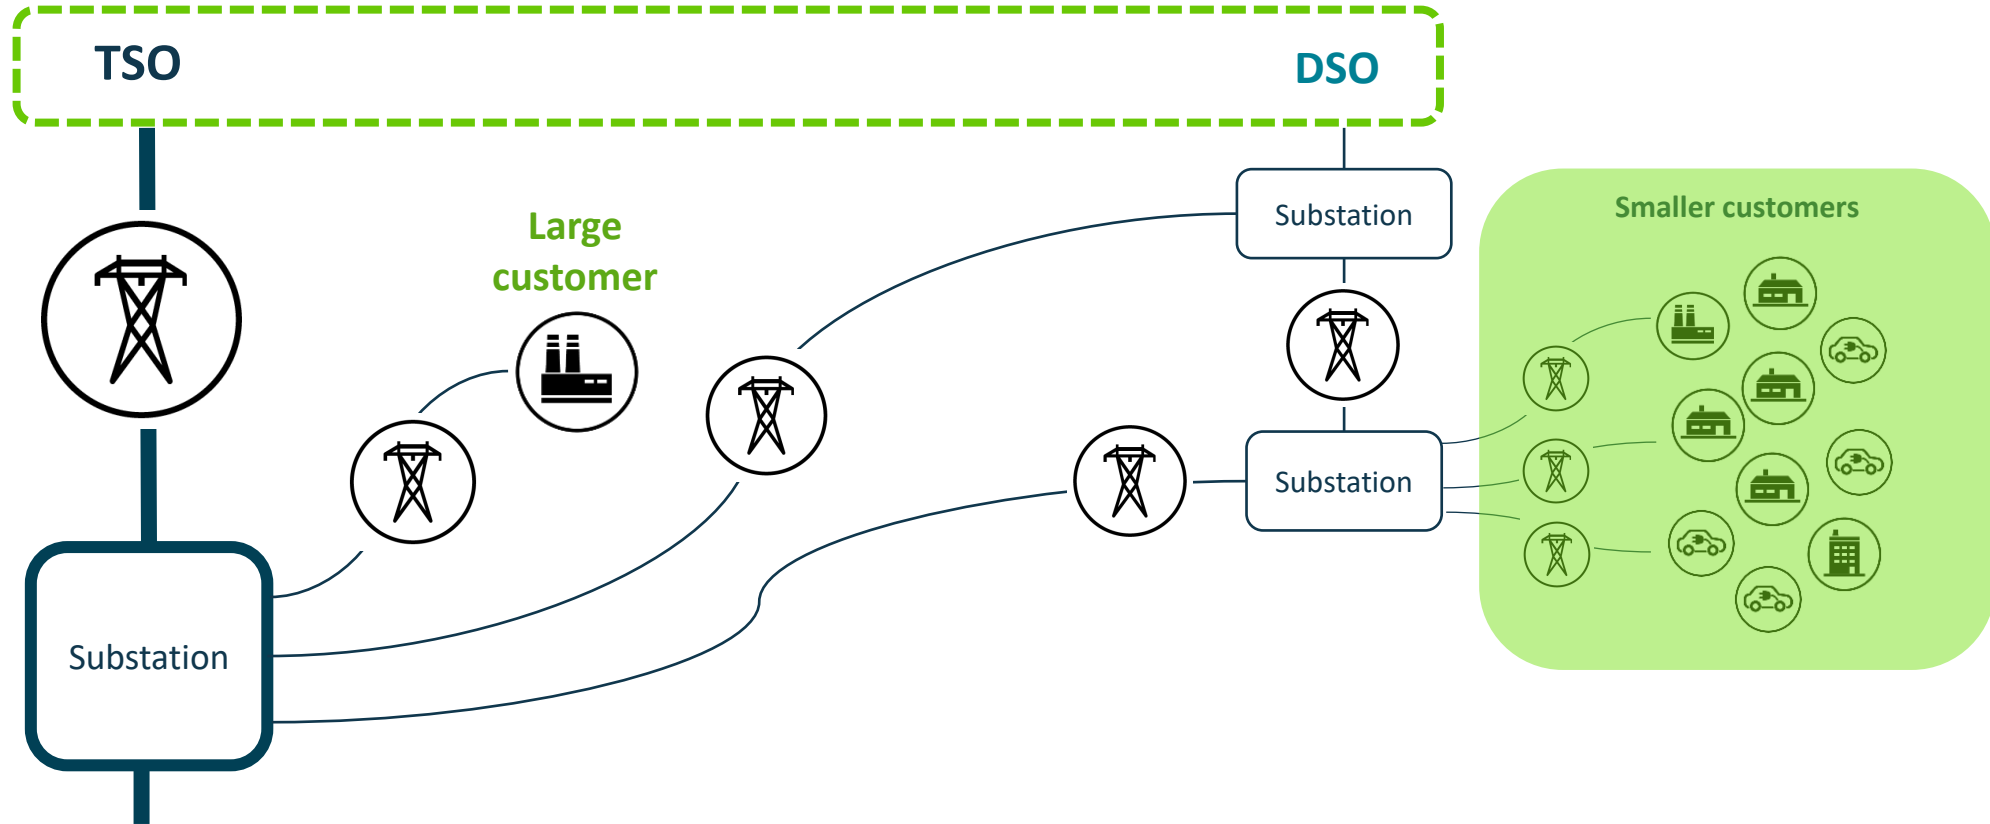 TSO
DSO
Large
customer
Substation
Smaller customers
Substation
Substation